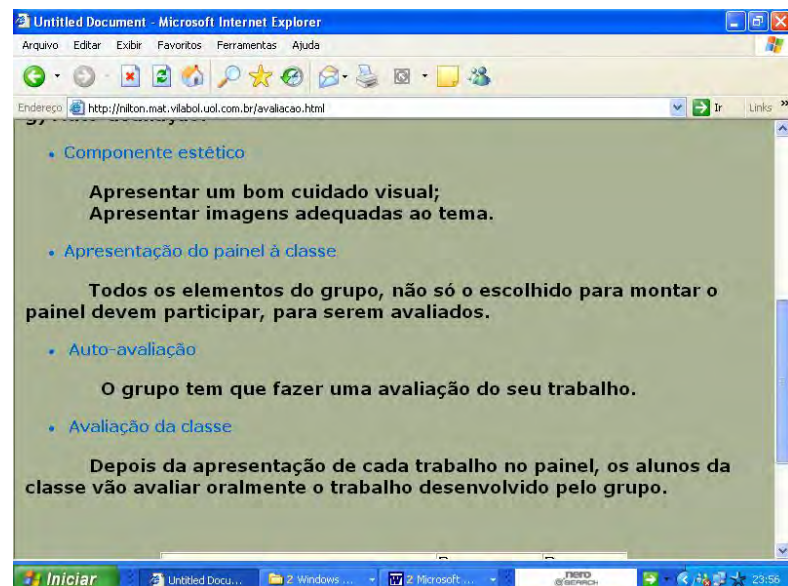 Untitled Document - Microsoft Internet Explorer
Arquivo Editar Exibir Favoritos Ferramentas Ajuda
Endereço http://nilton.mat.vilabol.uol.com.br/avaliacao.html Ir Links »
• Componente estético
Apresentar um bom cuidado visual;
Apresentar imagens adequadas ao tema.
• Apresentação do painel à classe
Todos os elementos do grupo, não só o escolhido para montar o
painel devem participar, para serem avaliados.
• Auto-avaliação
O grupo tem que fazer uma avaliação do seu trabalho.
• Avaliação da classe
Depois da apresentação de cada trabalho no painel, os alunos da
classe vão avaliar oralmente o trabalho desenvolvido pelo grupo.
Iniciar Untitled Docu... 2 Windows ... 2 Microsoft ... nero SEARCH 23:56